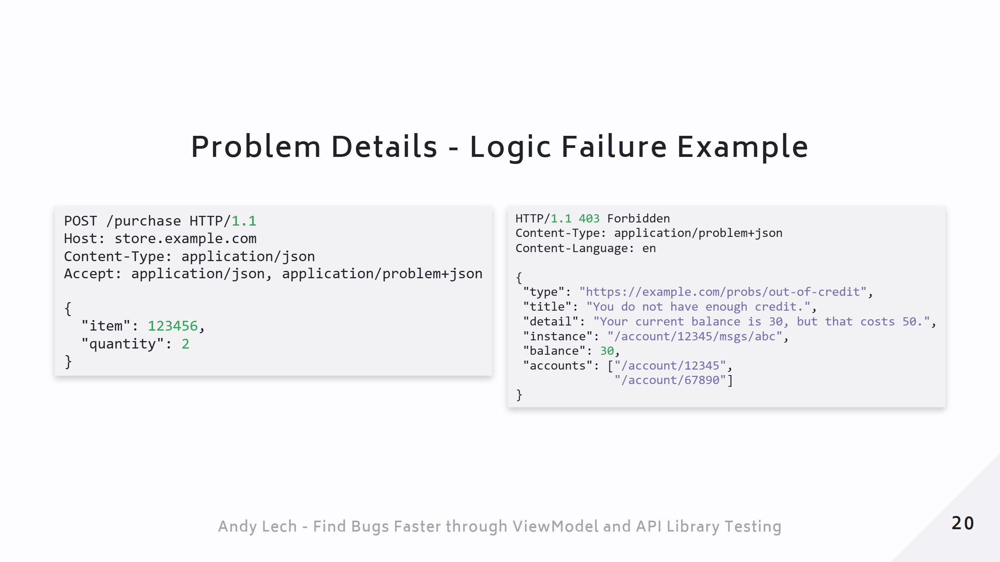 Problem Details - Logic Failure Example
POST /purchase HTTP/1.1
Host: store.example.com
Content-Type: application/json
Accept: application/json, application/problem+json
{
"item": 123456,
"quantity": 2
}
HTTP/1.1 403 Forbidden
Content-Type: application/problem+json
Content-Language: en
{
"type": "https://example.com/probs/out-of-credit",
"title": "You do not have enough credit.",
"detail": "Your current balance is 30, but that costs 50.",
"instance": "/account/12345/msgs/abc",
"balance": 30,
"accounts": ["/account/12345",
"/account/67890"]
}
Andy Lech - Find Bugs Faster through ViewModel and API Library Testing
20